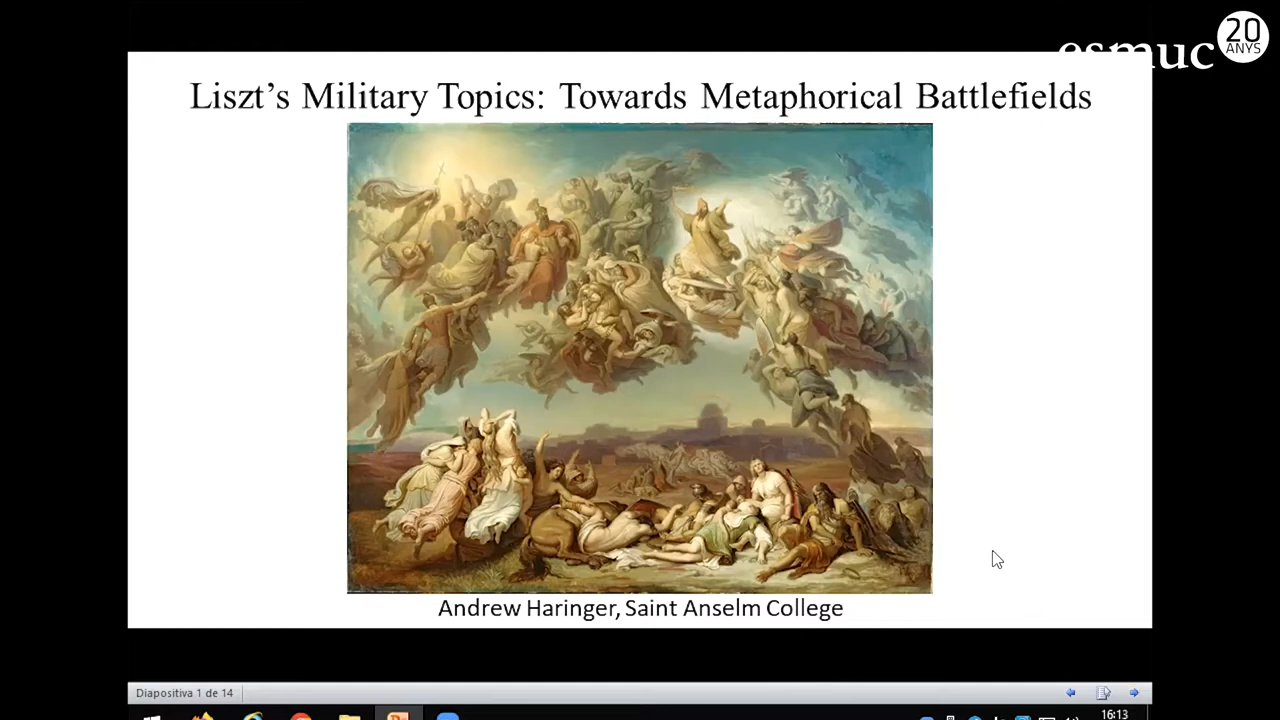 20
ANYS
esmuc
Liszt's Military Topics: Towards Metaphorical Battlefields
Andrew Haringer, Saint Anselm College
Diapositiva 1 de 14
16:13